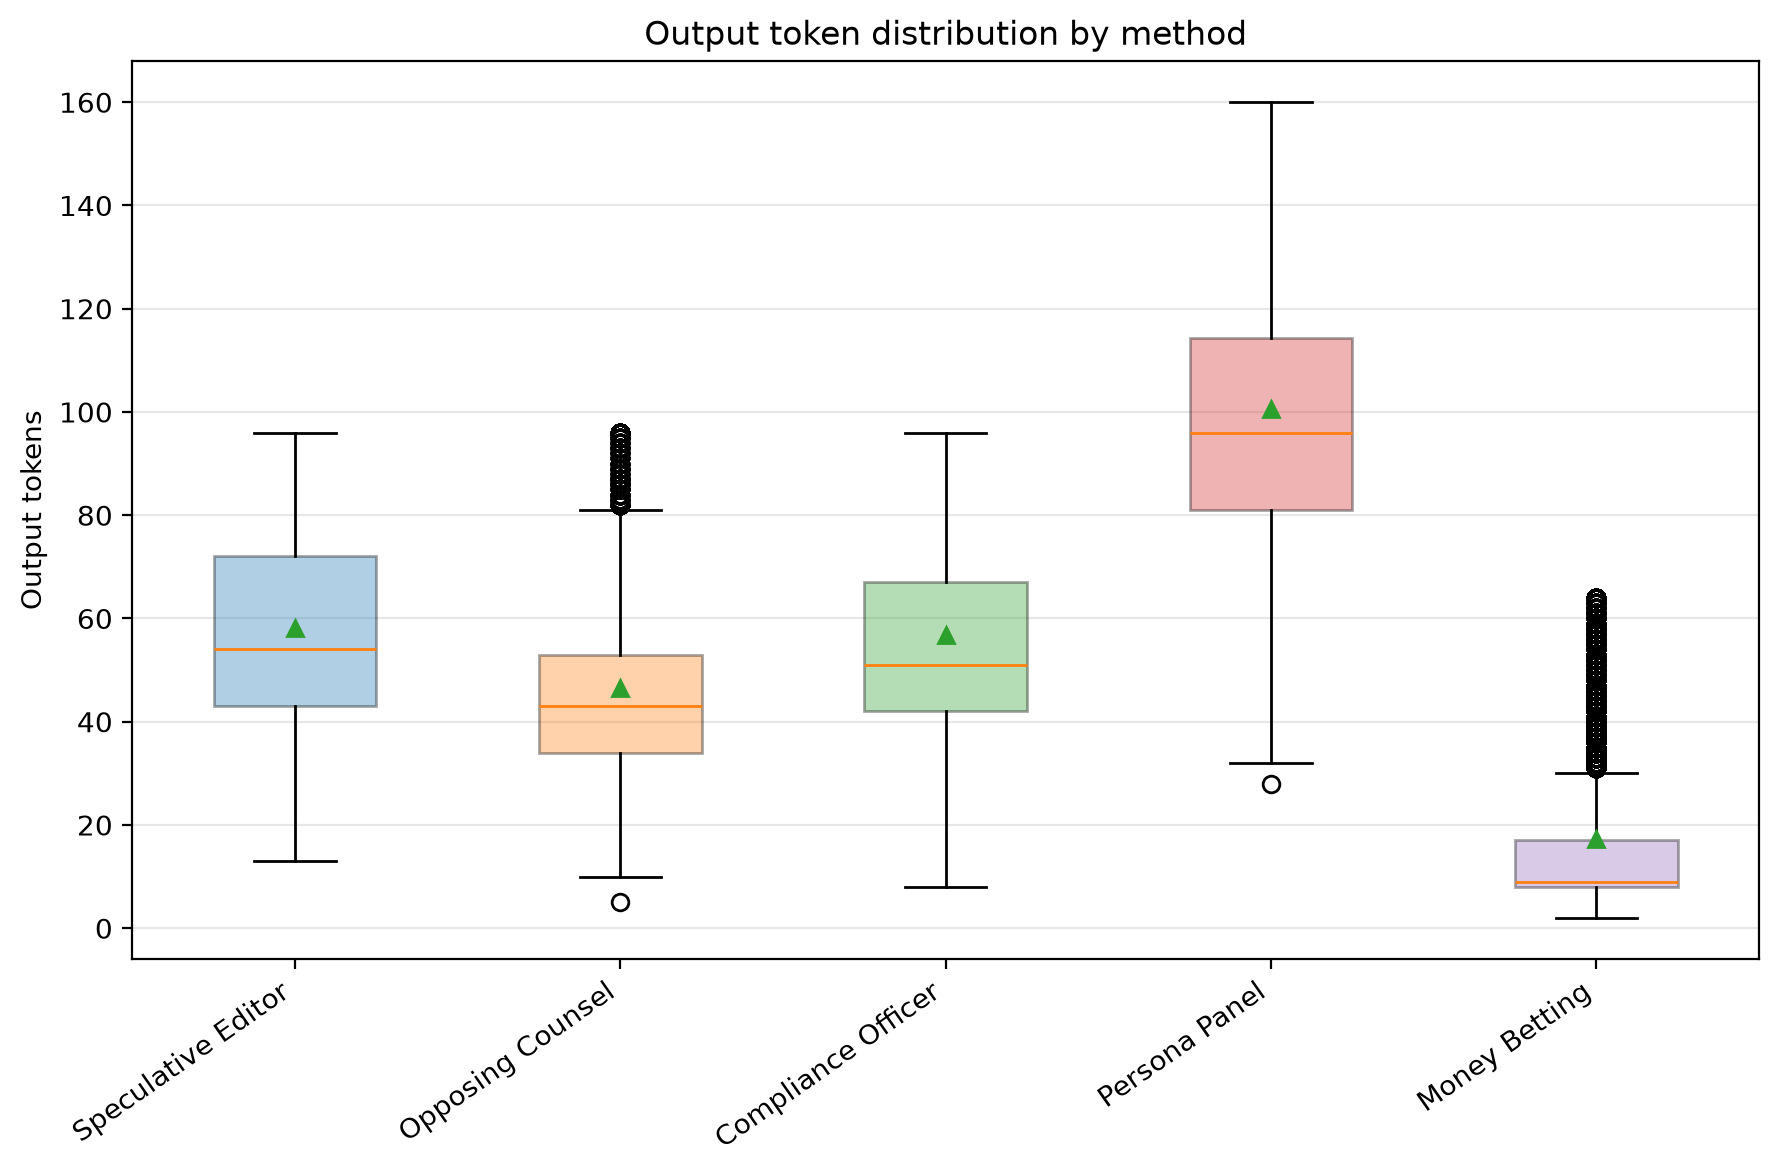 Output token distribution by method
Output tokens
160
140
120
100
80
60
40
20
0
Speculative Editor
Opposing Counsel
Compliance Officer
Persona Panel
Money Betting